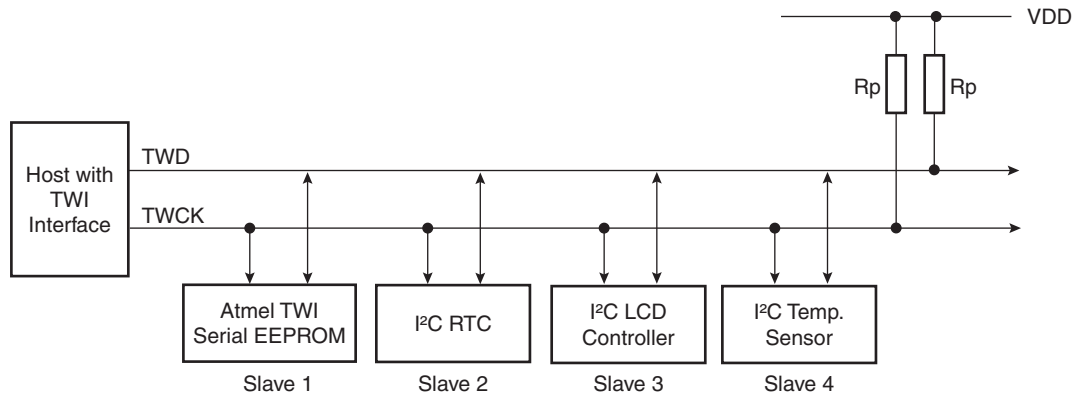 VDD
Rp
Rp
Host with
TWI
Interface
TWD
TWCK
Atmel TWI
Serial EEPROM
I²C RTC
I²C LCD
Controller
I²C Temp.
Sensor
Slave 1
Slave 2
Slave 3
Slave 4